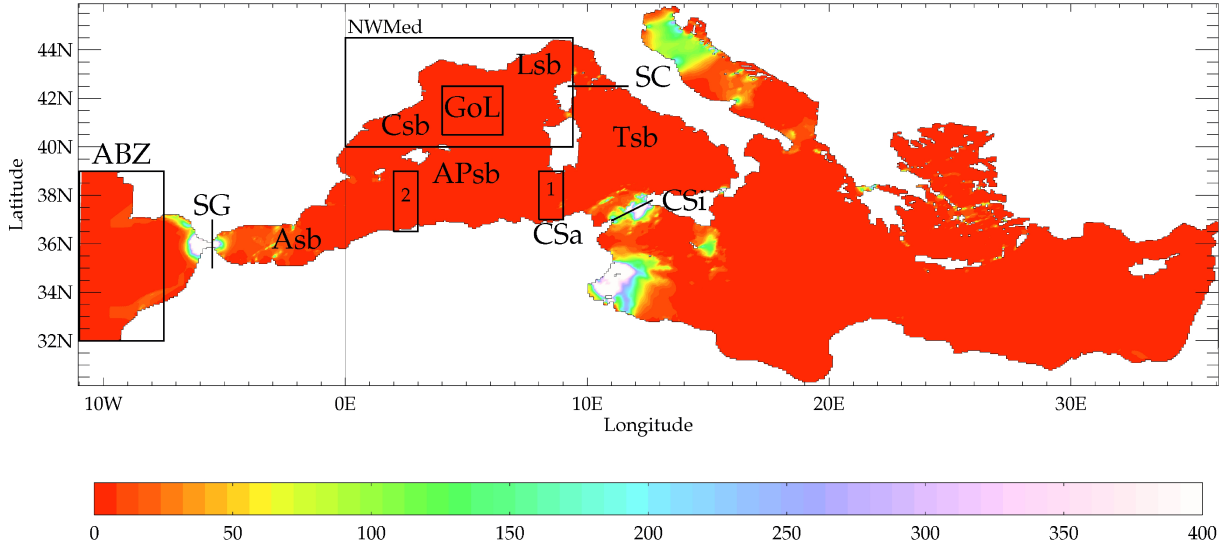 NWMed
44N
Lsb
SC
42N
GoL
Csb
Tsb
40N
ABZ
APsb
38N
1
2
SG
CSi
36N
Asb
CSa
34N
32N
Latitude
10W 0E 10E 20E 30E
Longitude
0 50 100 150 200 250 300 350 400